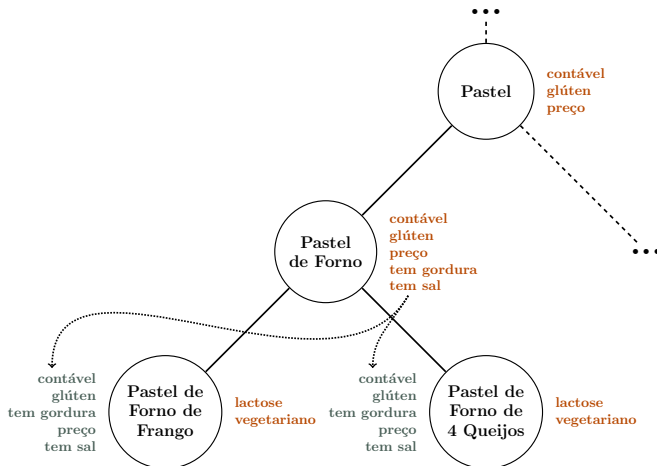 •••
Pastel
contável
glúten
preço
•••
Pastel
de Forno
contável
glúten
preço
tem gordura
tem sal
contável
glúten
tem gordura
preço
tem sal
Pastel de
Forno de
Frango
lactose
vegetariano
contável
glúten
tem gordura
preço
tem sal
Pastel de
Forno de
4 Queijos
lactose
vegetariano